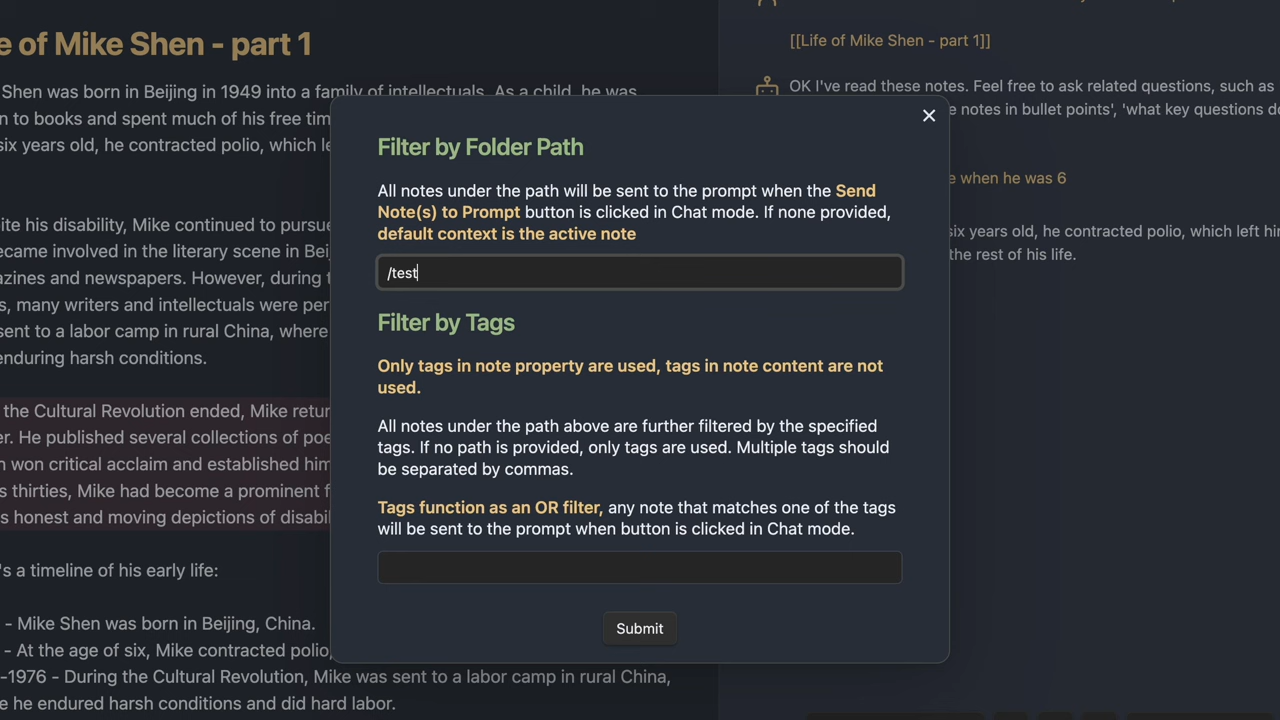 e of Mike Shen - part 1
Shen was born in Beijing in 1949 into a family of intellectuals. As a child, he was
n to books and spent much of his free tim
six years old, he contracted polio, which le
ite his disability, Mike continued to pursue
ecame involved in the literary scene in Bei
azines and newspapers. However, during t
s, many writers and intellectuals were per
sent to a labor camp in rural China, where
enduring harsh conditions.
the Cultural Revolution ended, Mike retur
er. He published several collections of poe
n won critical acclaim and established him
s thirties, Mike had become a prominent f
s honest and moving depictions of disabil
's a timeline of his early life:
- Mike Shen was born in Beijing, China.
- At the age of six, Mike contracted polio,
-1976 - During the Cultural Revolution, Mike was sent to a labor camp in rural China,
e he endured harsh conditions and did hard labor.
Filter by Folder Path
All notes under the path will be sent to the prompt when the Send
Note(s) to Prompt button is clicked in Chat mode. If none provided,
default context is the active note
/test
Filter by Tags
Only tags in note property are used, tags in note content are not
used.
All notes under the path above are further filtered by the specified
tags. If no path is provided, only tags are used. Multiple tags should
be separated by commas.
Tags function as an OR filter, any note that matches one of the tags
will be sent to the prompt when button is clicked in Chat mode.
Submit
[[Life of Mike Shen - part 1]]
OK I've read these notes. Feel free to ask related questions, such as
e notes in bullet points', 'what key questions do
e when he was 6
six years old, he contracted polio, which left him
the rest of his life.